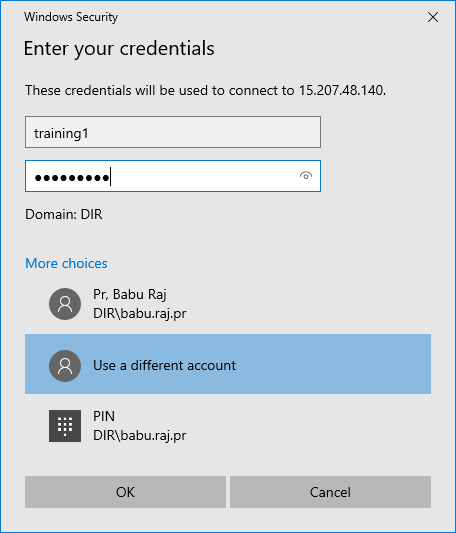 Windows Security
Enter your credentials
These credentials will be used to connect to 15.207.48.140.
training1
●●●●●●●●●
Domain: DIR
More choices
Pr, Babu Raj
DIR\babu.raj.pr
Use a different account
PIN
DIR\babu.raj.pr
OK
Cancel